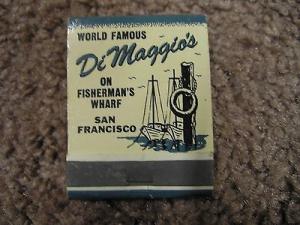 WORLD FAMOUS
DiMaggio's
ON
FISHERMAN'S
WHARF
SAN
FRANCISCO